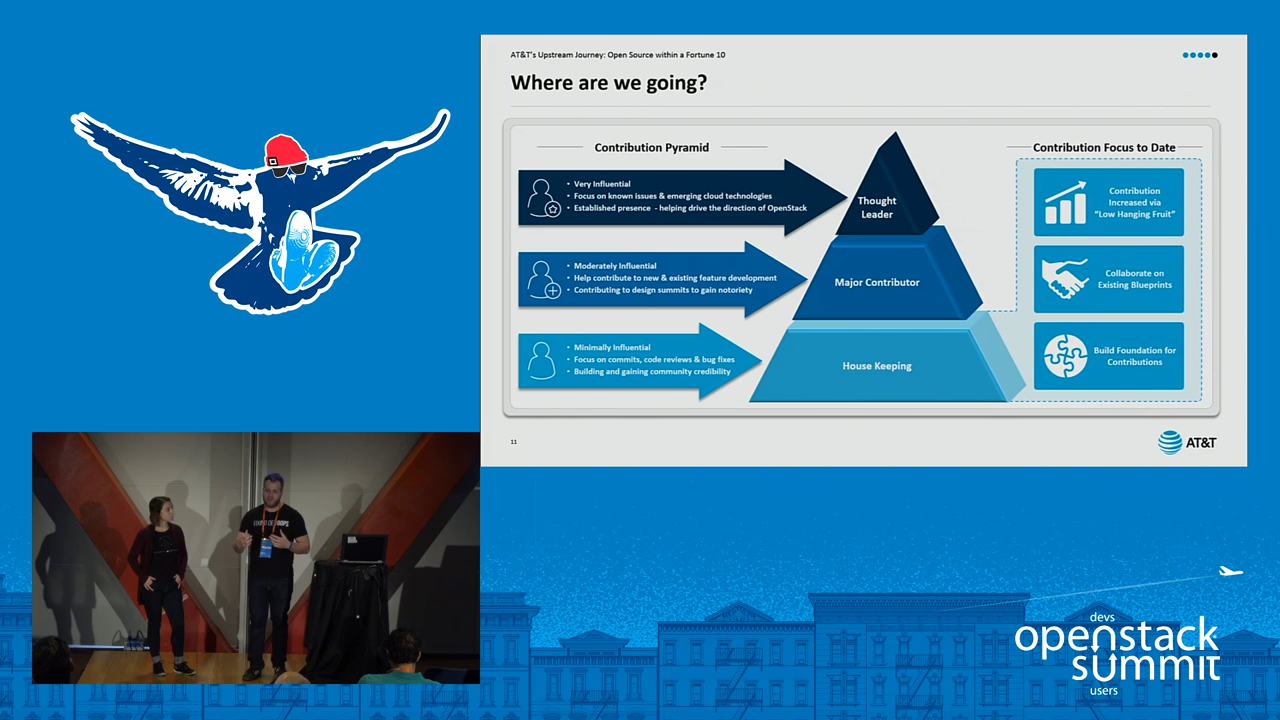 AT&T's Upstream Journey: Open Source within a Fortune 10
Where are we going?
Contribution Pyramid
• Very Influential
• Focus on known issues & emerging cloud technologies
• Established presence - helping drive the direction of OpenStack
• Moderately Influential
• Help contribute to new & existing feature development
• Contributing to design summits to gain notoriety
• Minimally Influential
• Focus on commits, code reviews & bug fixes
• Building and gaining community credibility
Thought
Leader
Major Contributor
House Keeping
Contribution Focus to Date
Contribution
Increased via
"Low Hanging Fruit"
Collaborate on
Existing Blueprints
Build Foundation for
Contributions
11
AT&T
devs
openstack
summit
users